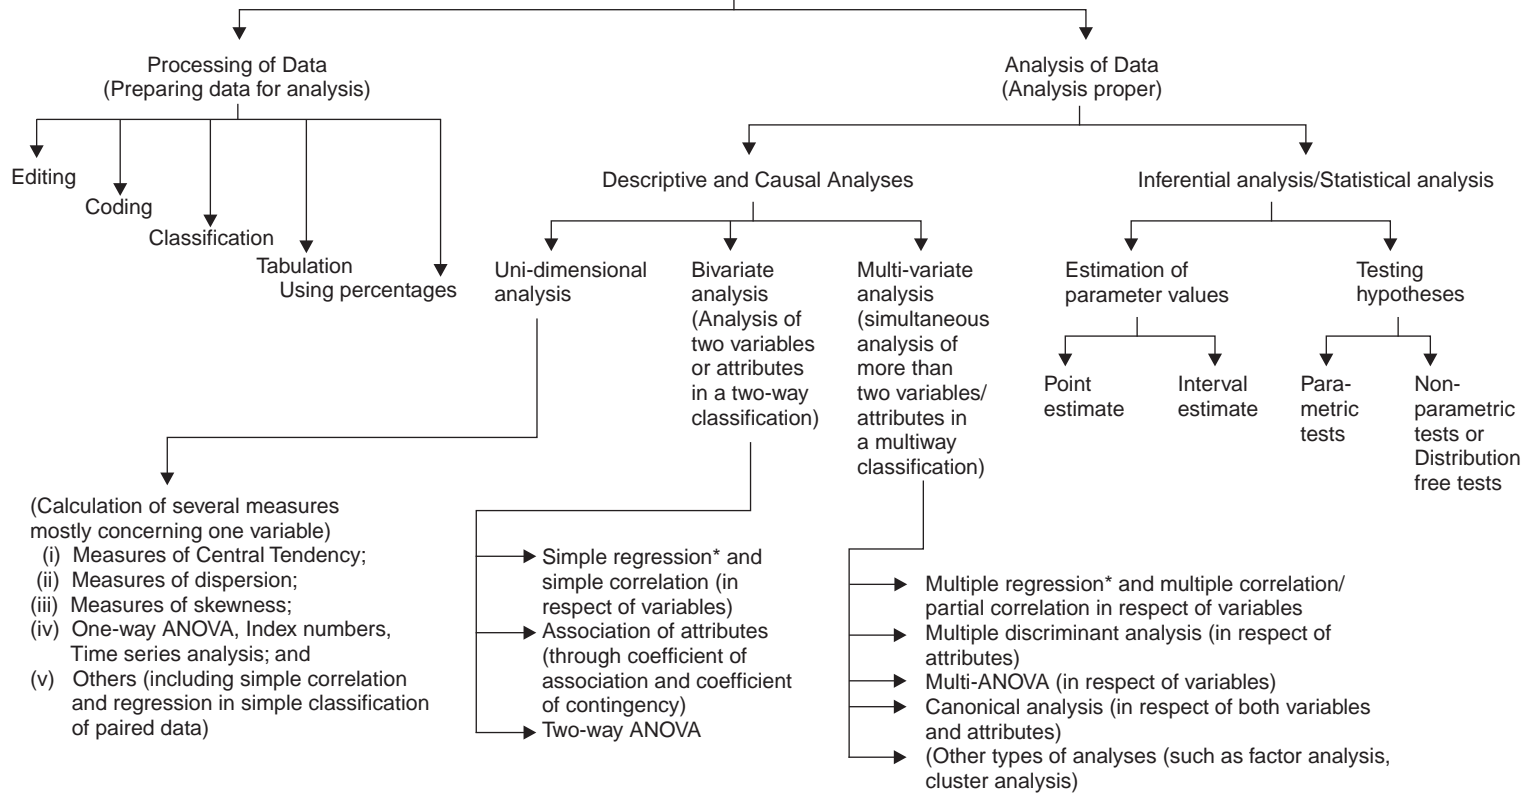 Processing of Data
(Preparing data for analysis)
Analysis of Data
(Analysis proper)
Editing
Coding
Classification
Tabulation
Using percentages
Descriptive and Causal Analyses
Inferential analysis/Statistical analysis
Uni-dimensional
analysis
Bivariate
analysis
(Analysis of
two variables
or attributes
in a two-way
classification)
Multi-variate
analysis
(simultaneous
analysis of
more than
two variables/
attributes in
a multiway
classification)
Estimation of
parameter values
Testing
hypotheses
Point
estimate
Interval
estimate
Para-
metric
tests
Non-
parametric
tests or
Distribution
free tests
(Calculation of several measures
mostly concerning one variable)
(i) Measures of Central Tendency;
(ii) Measures of dispersion;
(iii) Measures of skewness;
(iv) One-way ANOVA, Index numbers,
Time series analysis; and
(v) Others (including simple correlation
and regression in simple classification
of paired data)
Simple regression* and
simple correlation (in
respect of variables)
Association of attributes
(through coefficient of
association and coefficient
of contingency)
Two-way ANOVA
Multiple regression* and multiple correlation/
partial correlation in respect of variables
Multiple discriminant analysis (in respect of
attributes)
Multi-ANOVA (in respect of variables)
Canonical analysis (in respect of both variables
and attributes)
(Other types of analyses (such as factor analysis,
cluster analysis)